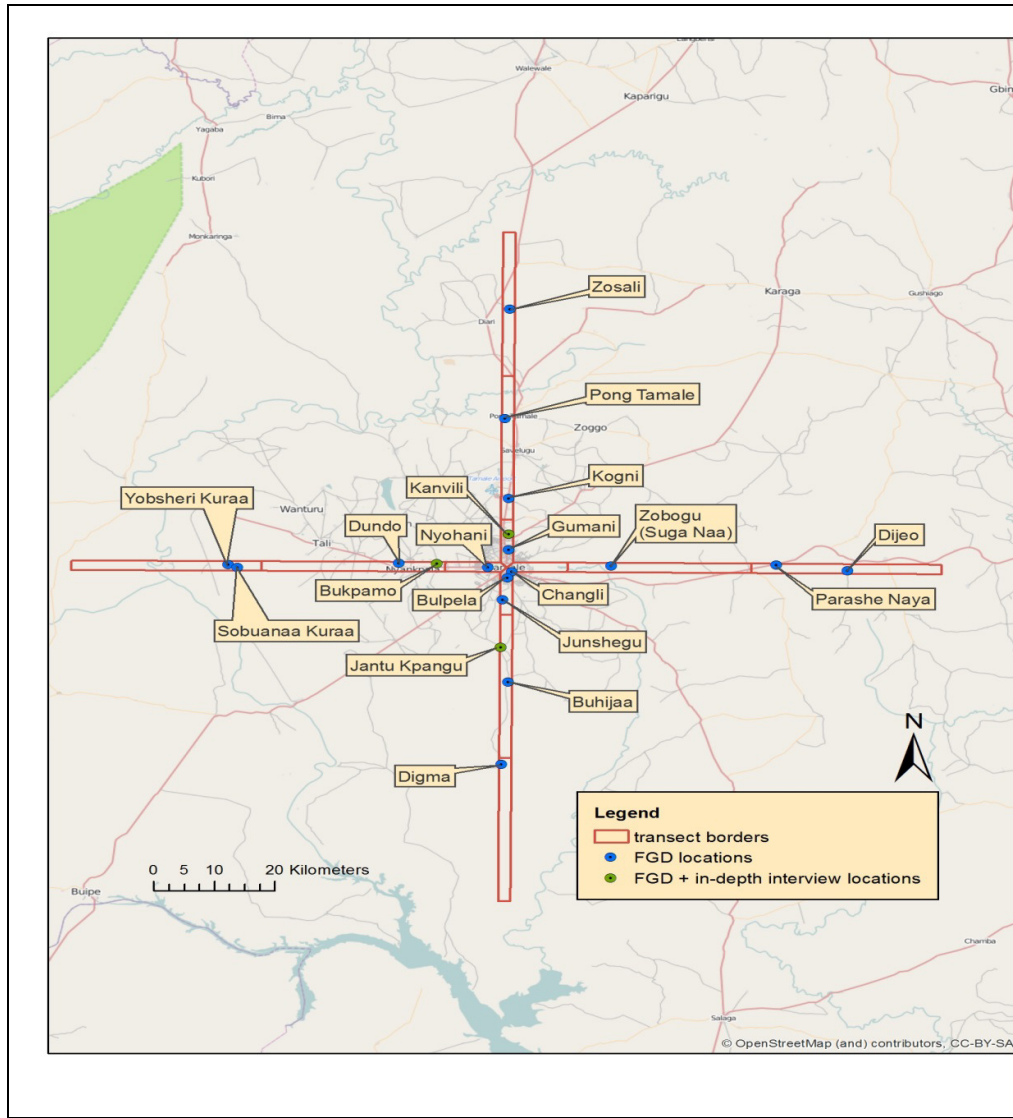 Langbensi
Walewale
Kaparigu
Gbin
Yagaba
Bima
Kubori
Monkaringa
Zosali
Karaga
Gushiago
Diari
Pong Tamale
Zoggo
Savelugu
Kogni
Kanvili
Yobsheri Kuraa
Wanturu
Dundo
Nyohani
Gumani
Zobogu
(Suga Naa)
Dijeo
Tali
Nyankpala
Bukpamo
Bulpela
Changli
Parashe Naya
Sobuanaa Kuraa
Junshegu
Jantu Kpangu
Buhijaa
N
Digma
Legend
transect borders
FGD locations
FGD + in-depth interview locations
0 5 10 20 Kilometers
Buipe
Chamba
Salaga
© OpenStreetMap (and) contributors, CC-BY-SA